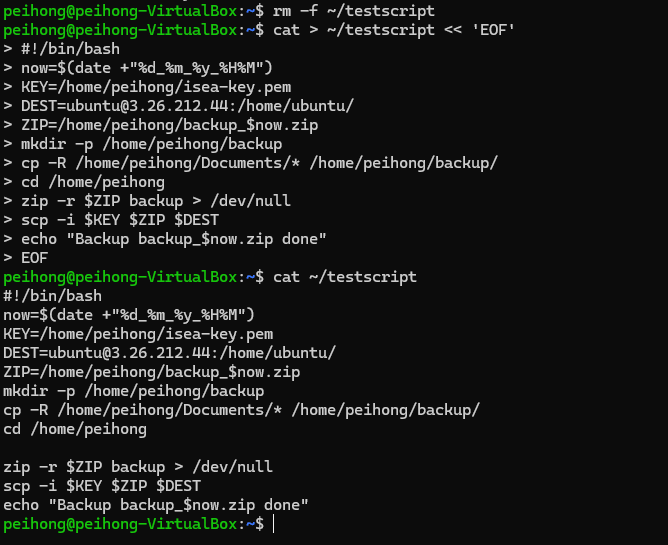 peihong@peihong-VirtualBox:~$ rm -f ~/testscript
peihong@peihong-VirtualBox:~$ cat > ~/testscript << 'EOF'
> #!/bin/bash
> now=$(date +"%d_%m_%y_%H%M")
> KEY=/home/peihong/isea-key.pem
> DEST=ubuntu@3.26.212.44:/home/ubuntu/
> ZIP=/home/peihong/backup_$now.zip
> mkdir -p /home/peihong/backup
> cp -R /home/peihong/Documents/* /home/peihong/backup/
> cd /home/peihong
> zip -r $ZIP backup > /dev/null
> scp -i $KEY $ZIP $DEST
> echo "Backup backup_$now.zip done"
> EOF
peihong@peihong-VirtualBox:~$ cat ~/testscript
#!/bin/bash
now=$(date +"%d_%m_%y_%H%M")
KEY=/home/peihong/isea-key.pem
DEST=ubuntu@3.26.212.44:/home/ubuntu/
ZIP=/home/peihong/backup_$now.zip
mkdir -p /home/peihong/backup
cp -R /home/peihong/Documents/* /home/peihong/backup/
cd /home/peihong

zip -r $ZIP backup > /dev/null
scp -i $KEY $ZIP $DEST
echo "Backup backup_$now.zip done"
peihong@peihong-VirtualBox:~$